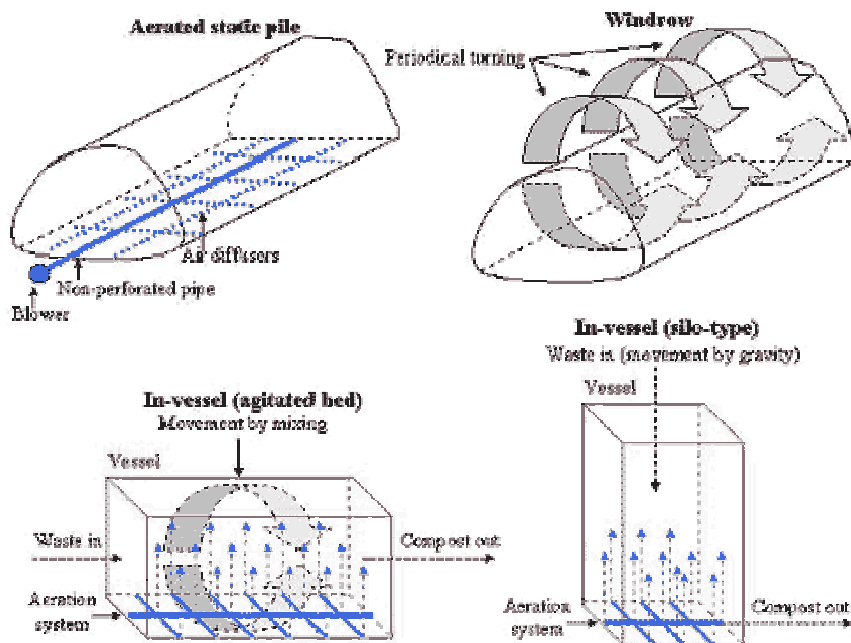 Aerated static pile
Air diffusors
Non-perforated pipe
Blower
Windrow
Periodical turning
In-vessel (agitated bed)
Movement by mixing
Vessel
Waste in
Compost out
Aeration
system
In-vessel (silo-type)
Waste in (movement by gravity)
Vessel
Aeration
system
Compost out